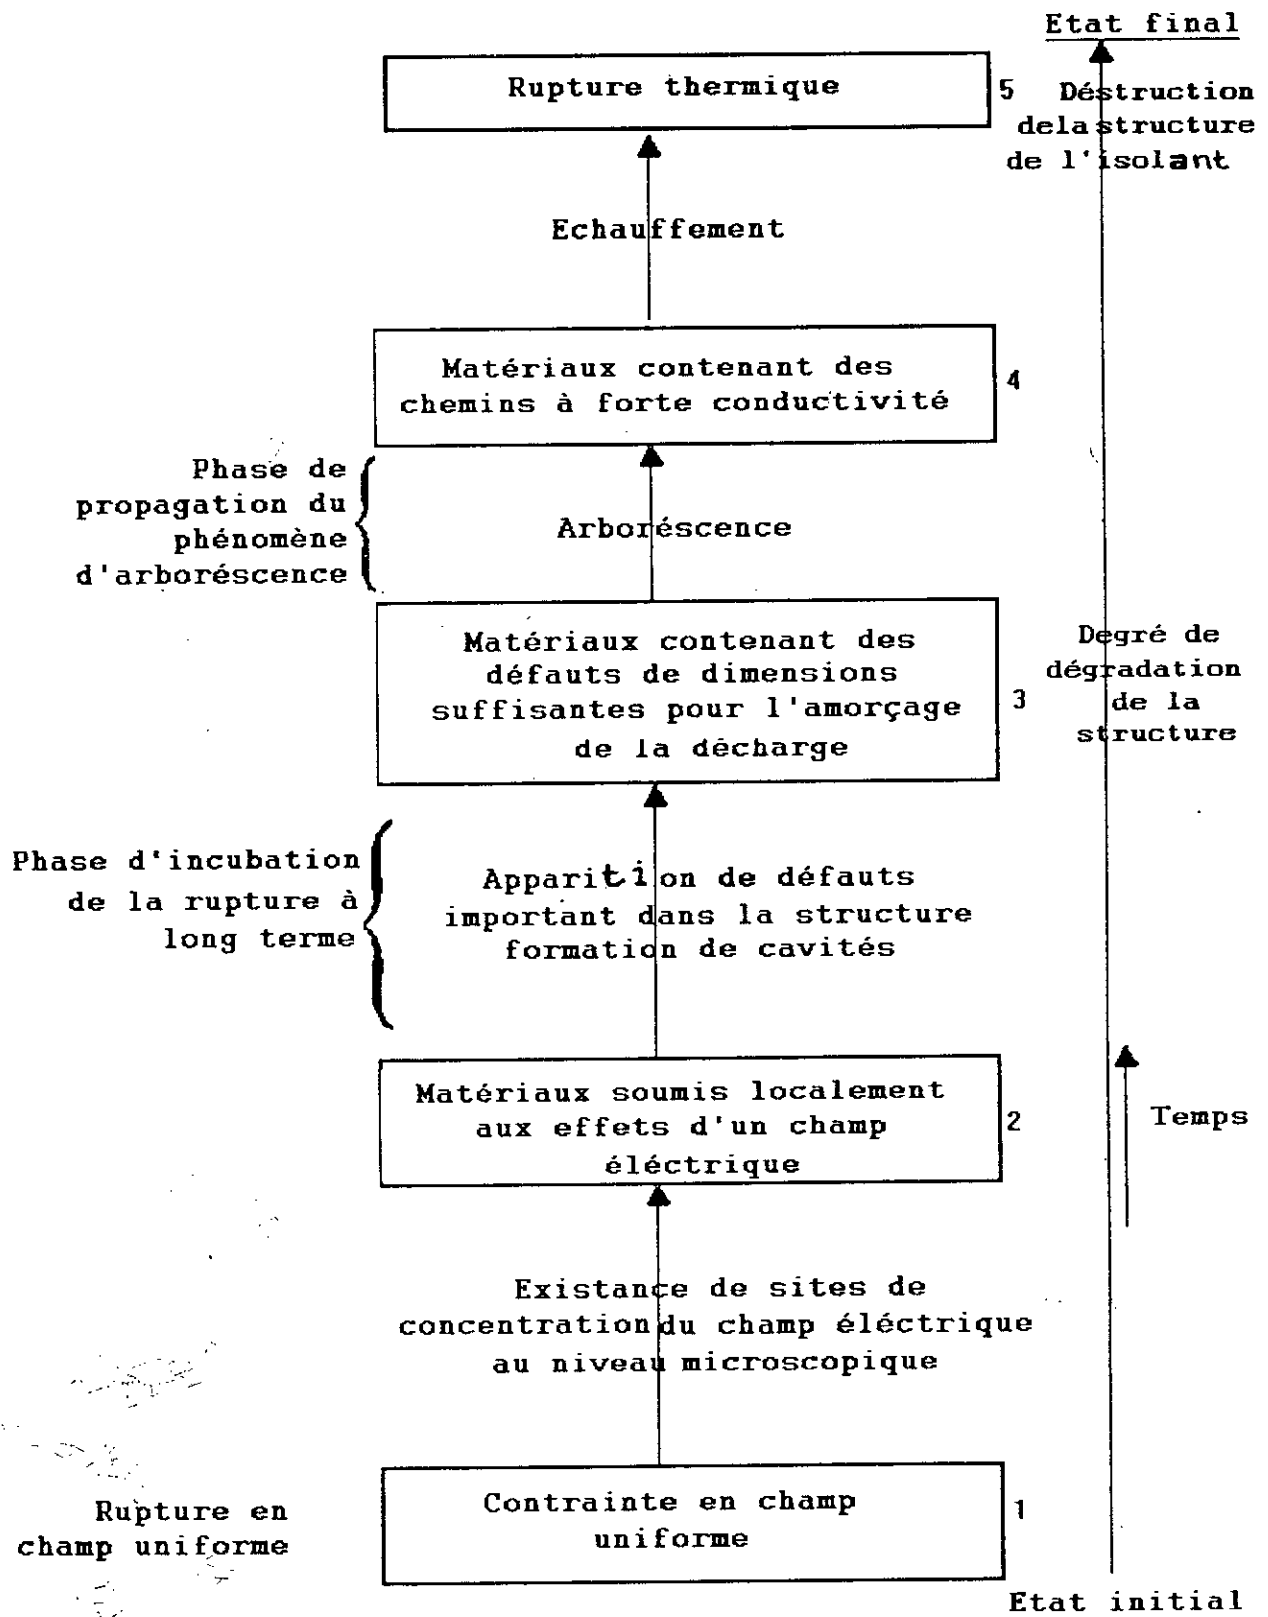 Etat final
Rupture thermique
5 Déstruction
dela structure
de l'isolant
Echauffement
Matériaux contenant des
chemins à forte conductivité
4
Phase de
propagation du
phénomène
d'arboréscence
Arboréscence
Matériaux contenant des
défauts de dimensions
suffisantes pour l'amorçage
de la décharge
3
Degré de
dégradation
de la
structure
Phase d'incubation
de la rupture à
long terme
Apparition de défauts
important dans la structure
formation de cavités
Matériaux soumis localement
aux effets d'un champ
éléctrique
2
Temps
Existance de sites de
concentration du champ éléctrique
au niveau microscopique
Rupture en
champ uniforme
Contrainte en champ
uniforme
1
Etat initial